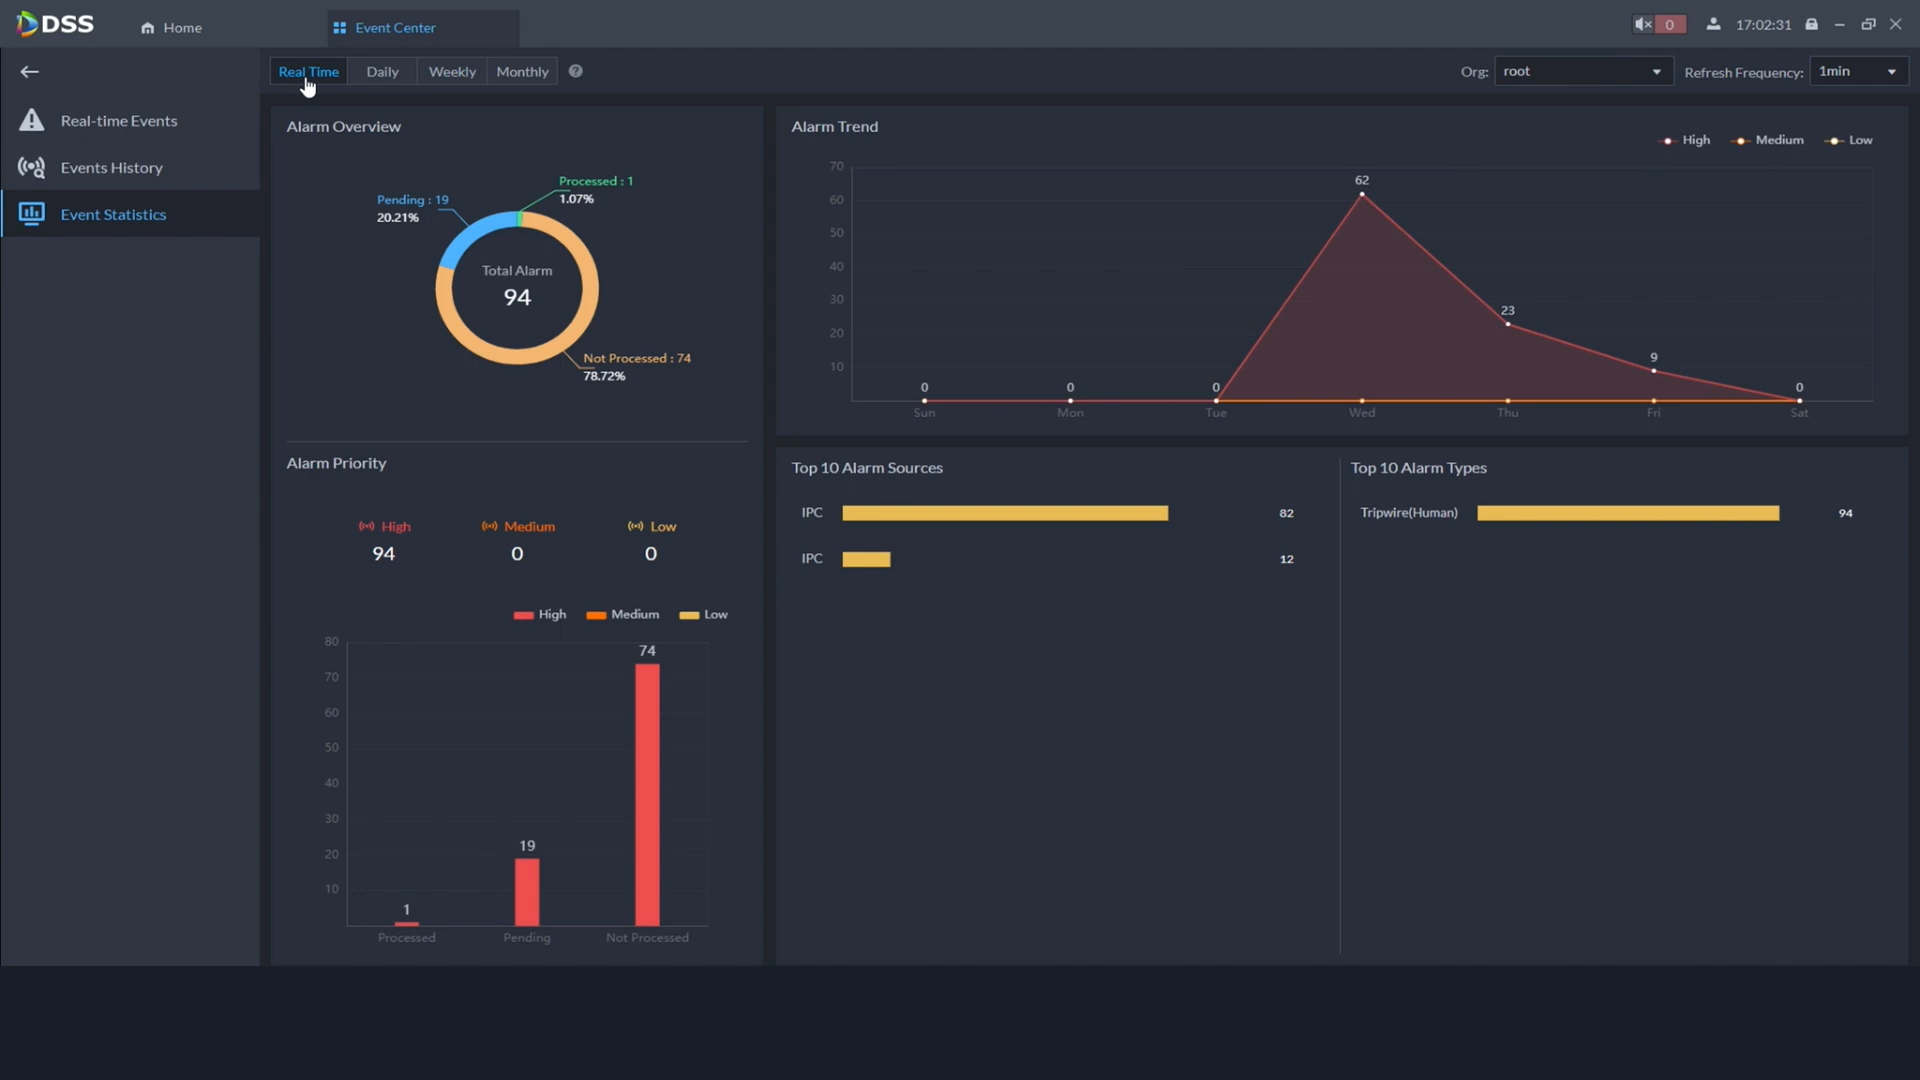 DSS
Home
Event Center
0
17:02:31
Real Time
Daily
Weekly
Monthly
?
Org:
root
Refresh Frequency:
1min
Real-time Events
Events History
Event Statistics
Alarm Overview
Processed : 1
1.07%
Pending : 19
20.21%
Total Alarm
94
Not Processed : 74
78.72%
Alarm Trend
High
Medium
Low
70
60
50
40
30
20
10
62
23
9
0
0
0
0
Sun
Mon
Tue
Wed
Thu
Fri
Sat
Alarm Priority
High
Medium
Low
94
0
0
High
Medium
Low
80
70
60
50
40
30
20
10
74
19
1
Processed
Pending
Not Processed
Top 10 Alarm Sources
IPC
82
IPC
12
Top 10 Alarm Types
Tripwire(Human)
94